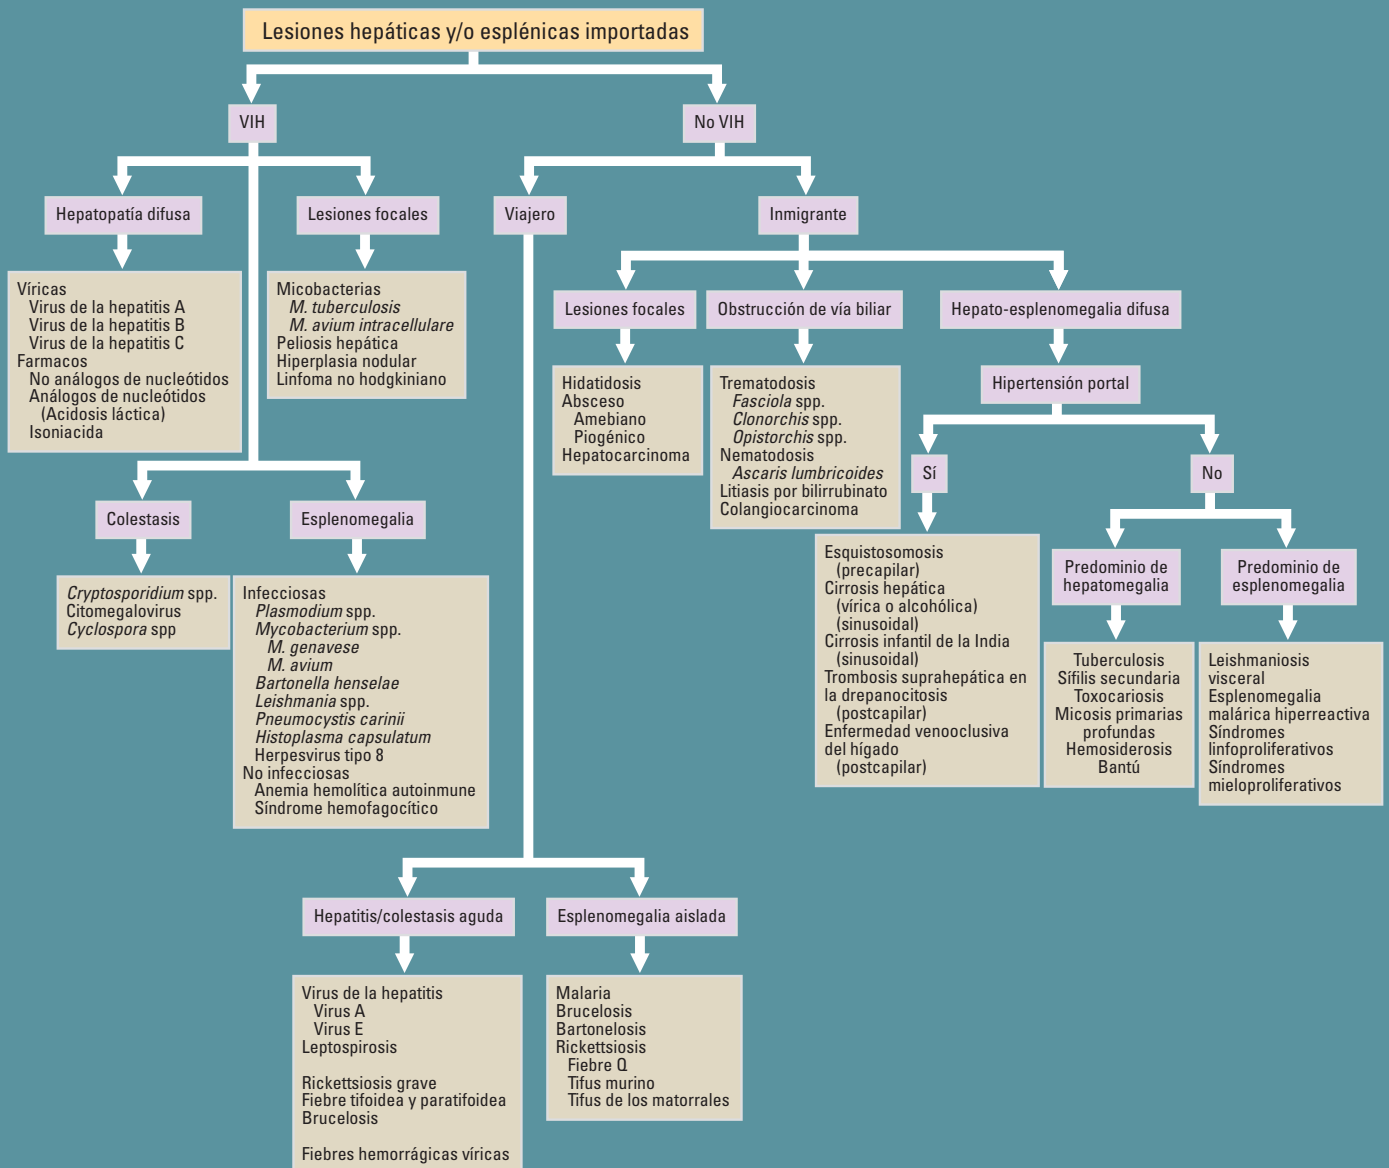 Lesiones hepáticas y/o esplénicas importadas
VIH
No VIH
Hepatopatía difusa
Lesiones focales
Viajero
Inmigrante
Víricas
Virus de la hepatitis A
Virus de la hepatitis B
Virus de la hepatitis C
Farmacos
No análogos de nucleótidos
Análogos de nucleótidos
(Acidosis láctica)
Isoniacida
Micobacterias
M. tuberculosis
M. avium intracellulare
Peliosis hepática
Hiperplasia nodular
Linfoma no hodgkiniano
Lesiones focales
Obstrucción de vía biliar
Hepato-esplenomegalia difusa
Hidatidosis
Absceso
Amebiano
Piogénico
Hepatocarcinoma
Trematodosis
Fasciola spp.
Clonorchis spp.
Opistorchis spp.
Nematodosis
Ascaris lumbricoides
Litiasis por bilirrubinato
Colangiocarcinoma
Hipertensión portal
Sí
No
Colestasis
Esplenomegalia
Cryptosporidium spp.
Citomegalovirus
Cyclospora spp
Infecciosas
Plasmodium spp.
Mycobacterium spp.
M. genavese
M. avium
Bartonella henselae
Leishmania spp.
Pneumocystis carinii
Histoplasma capsulatum
Herpesvirus tipo 8
No infecciosas
Anemia hemolítica autoinmune
Síndrome hemofagocítico
Esquistosomosis
(precapilar)
Cirrosis hepática
(vírica o alcohólica)
(sinusoidal)
Cirrosis infantil de la India
(sinusoidal)
Trombosis suprahepática en
la drepanocitosis
(postcapilar)
Enfermedad venooclusiva
del hígado
(postcapilar)
Predominio de
hepatomegalia
Predominio de
esplenomegalia
Tuberculosis
Sífilis secundaria
Toxocariosis
Micosis primarias
profundas
Hemosiderosis
Bantú
Leishmaniosis
visceral
Esplenomegalia
malárica hiperreactiva
Síndromes
linfoproliferativos
Síndromes
mieloproliferativos
Hepatitis/colestasis aguda
Esplenomegalia aislada
Virus de la hepatitis
Virus A
Virus E
Leptospirosis
Rickettsiosis grave
Fiebre tifoidea y paratifoidea
Brucelosis
Fiebres hemorrágicas víricas
Malaria
Brucelosis
Bartonelosis
Rickettsiosis
Fiebre Q
Tifus murino
Tifus de los matorrales